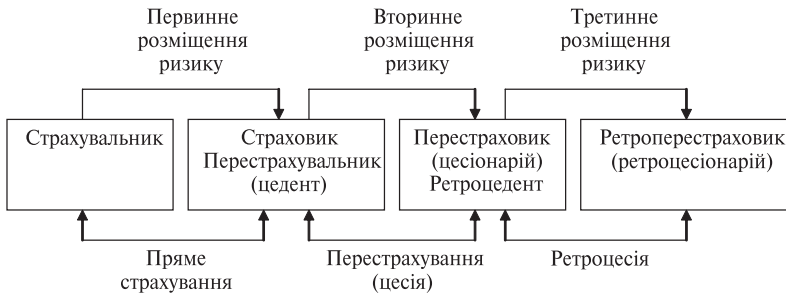 Первинне
розміщення
ризику
Вторинне
розміщення
ризику
Третинне
розміщення
ризику
Страхувальник
Страховик
Перестрахувальник
(цедент)
Перестраховик
(цесіонарій)
Ретроцедент
Ретроперестраховик
(ретроцесіонарій)
Пряме
страхування
Перестрахування
(цесія)
Ретроцесія